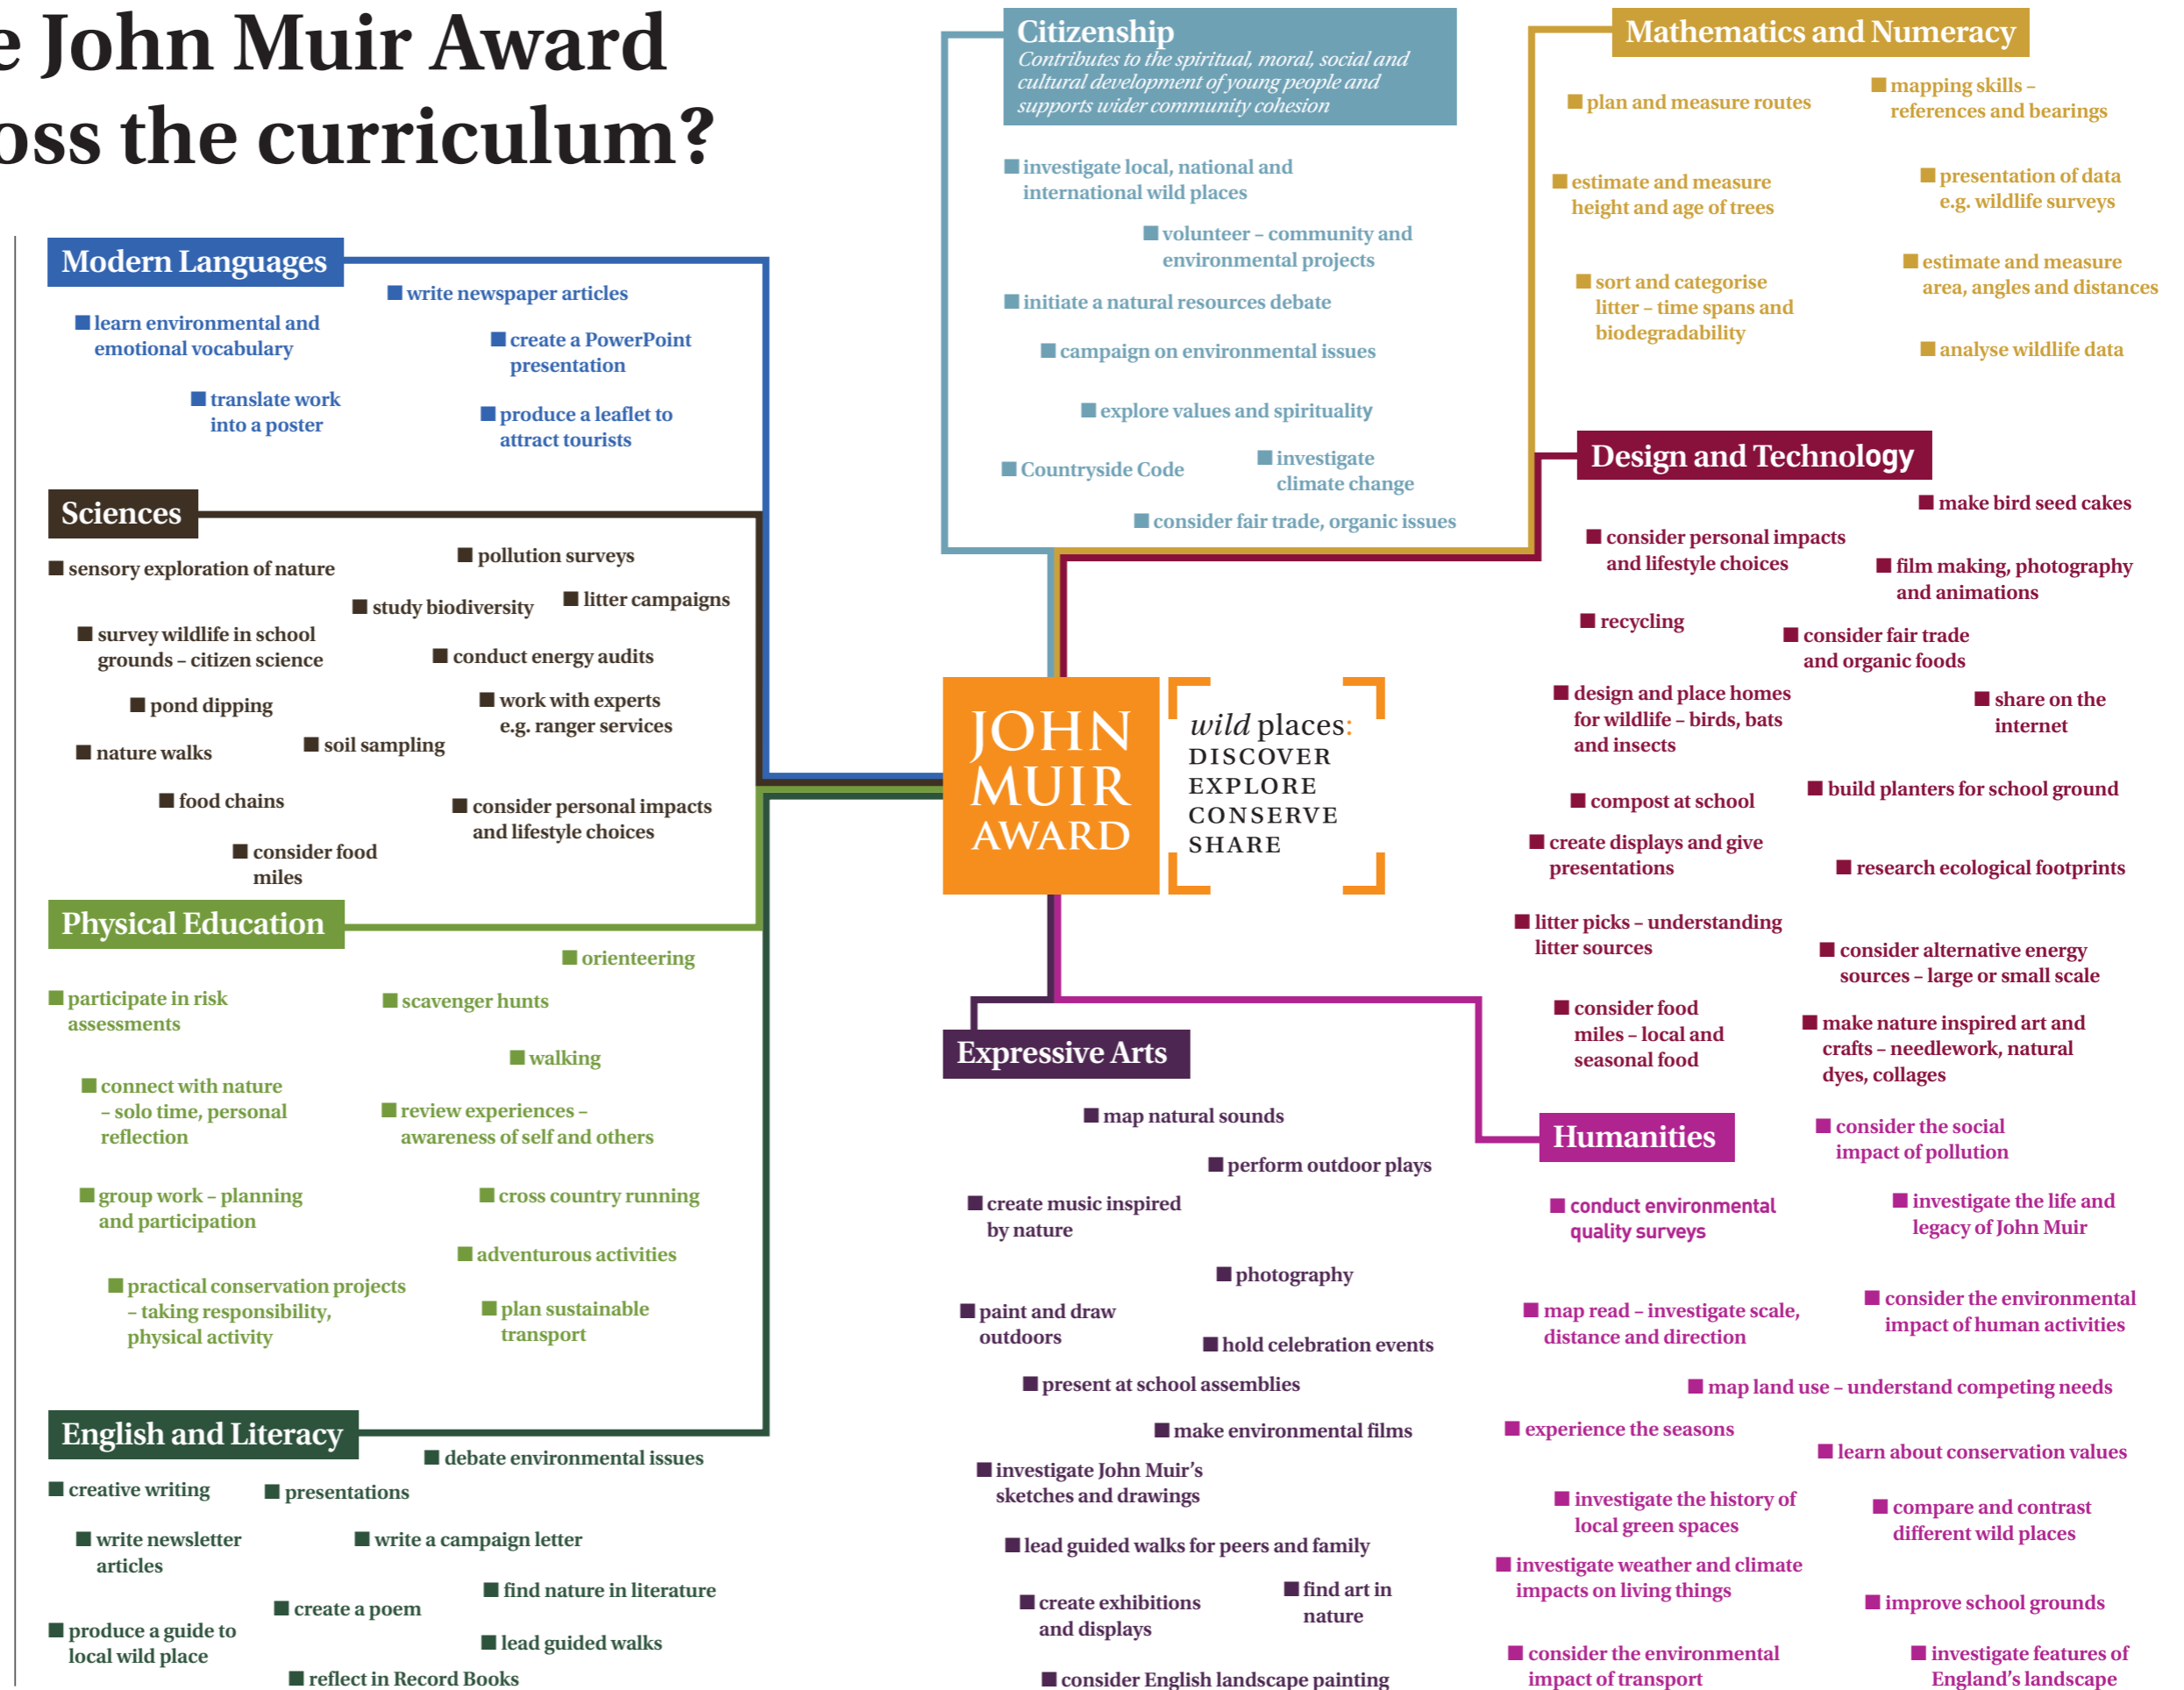 e John Muir Award
oss the curriculum?
Modern Languages
write newspaper articles
learn environmental and
emotional vocabulary
create a PowerPoint
presentation
translate work
into a poster
produce a leaflet to
attract tourists
Sciences
pollution surveys
sensory exploration of nature
study biodiversity
litter campaigns
survey wildlife in school
grounds – citizen science
conduct energy audits
pond dipping
work with experts
e.g. ranger services
nature walks
soil sampling
food chains
consider personal impacts
and lifestyle choices
consider food
miles
Physical Education
orienteering
participate in risk
assessments
scavenger hunts
walking
connect with nature
– solo time, personal
reflection
review experiences –
awareness of self and others
group work – planning
and participation
cross country running
adventurous activities
practical conservation projects
– taking responsibility,
physical activity
plan sustainable
transport
English and Literacy
debate environmental issues
creative writing
presentations
write newsletter
articles
write a campaign letter
find nature in literature
create a poem
produce a guide to
local wild place
lead guided walks
reflect in Record Books
Citizenship
Contributes to the spiritual, moral, social and
cultural development of young people and
supports wider community cohesion
investigate local, national and
international wild places
volunteer – community and
environmental projects
initiate a natural resources debate
campaign on environmental issues
explore values and spirituality
Countryside Code
investigate
climate change
consider fair trade, organic issues
JOHN
MUIR
AWARD
wild places:
DISCOVER
EXPLORE
CONSERVE
SHARE
Expressive Arts
map natural sounds
perform outdoor plays
create music inspired
by nature
photography
paint and draw
outdoors
hold celebration events
present at school assemblies
make environmental films
investigate John Muir’s
sketches and drawings
lead guided walks for peers and family
find art in
nature
create exhibitions
and displays
consider English landscape painting
Mathematics and Numeracy
mapping skills –
references and bearings
plan and measure routes
estimate and measure
height and age of trees
presentation of data
e.g. wildlife surveys
estimate and measure
area, angles and distances
sort and categorise
litter – time spans and
biodegradability
analyse wildlife data
Design and Technology
make bird seed cakes
consider personal impacts
and lifestyle choices
film making, photography
and animations
recycling
consider fair trade
and organic foods
design and place homes
for wildlife – birds, bats
and insects
share on the
internet
compost at school
build planters for school ground
create displays and give
presentations
research ecological footprints
litter picks – understanding
litter sources
consider alternative energy
sources – large or small scale
consider food
miles – local and
seasonal food
make nature inspired art and
crafts – needlework, natural
dyes, collages
Humanities
consider the social
impact of pollution
conduct environmental
quality surveys
investigate the life and
legacy of John Muir
map read – investigate scale,
distance and direction
consider the environmental
impact of human activities
map land use – understand competing needs
experience the seasons
learn about conservation values
investigate the history of
local green spaces
compare and contrast
different wild places
investigate weather and climate
impacts on living things
improve school grounds
consider the environmental
impact of transport
investigate features of
England’s landscape